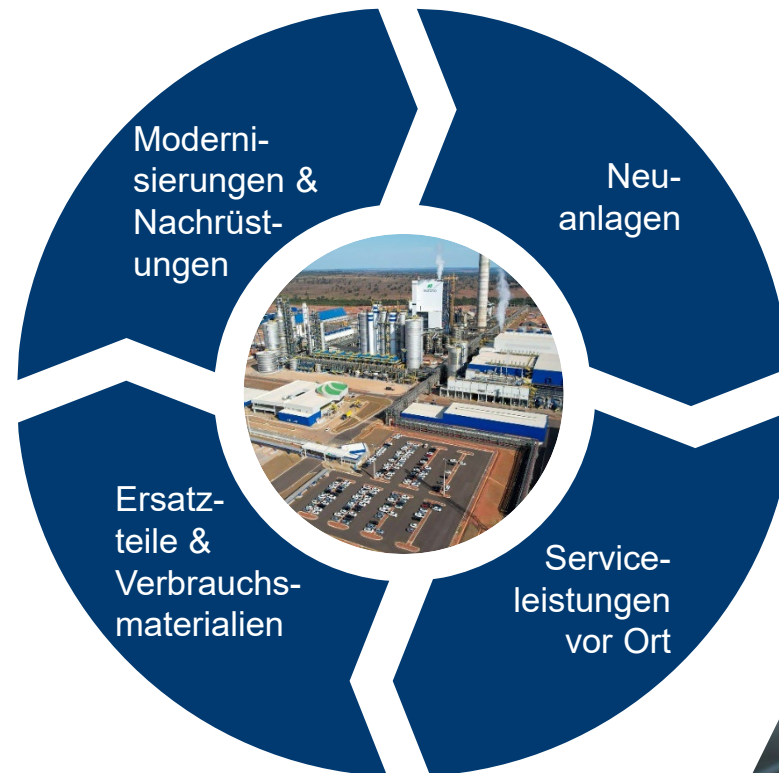 Moderni-
sierungen &
Nachrüst-
ungen
Neu-
anlagen
Ersatz-
teile &
Verbrauchs-
materialien
Service-
leistungen
vor Ort